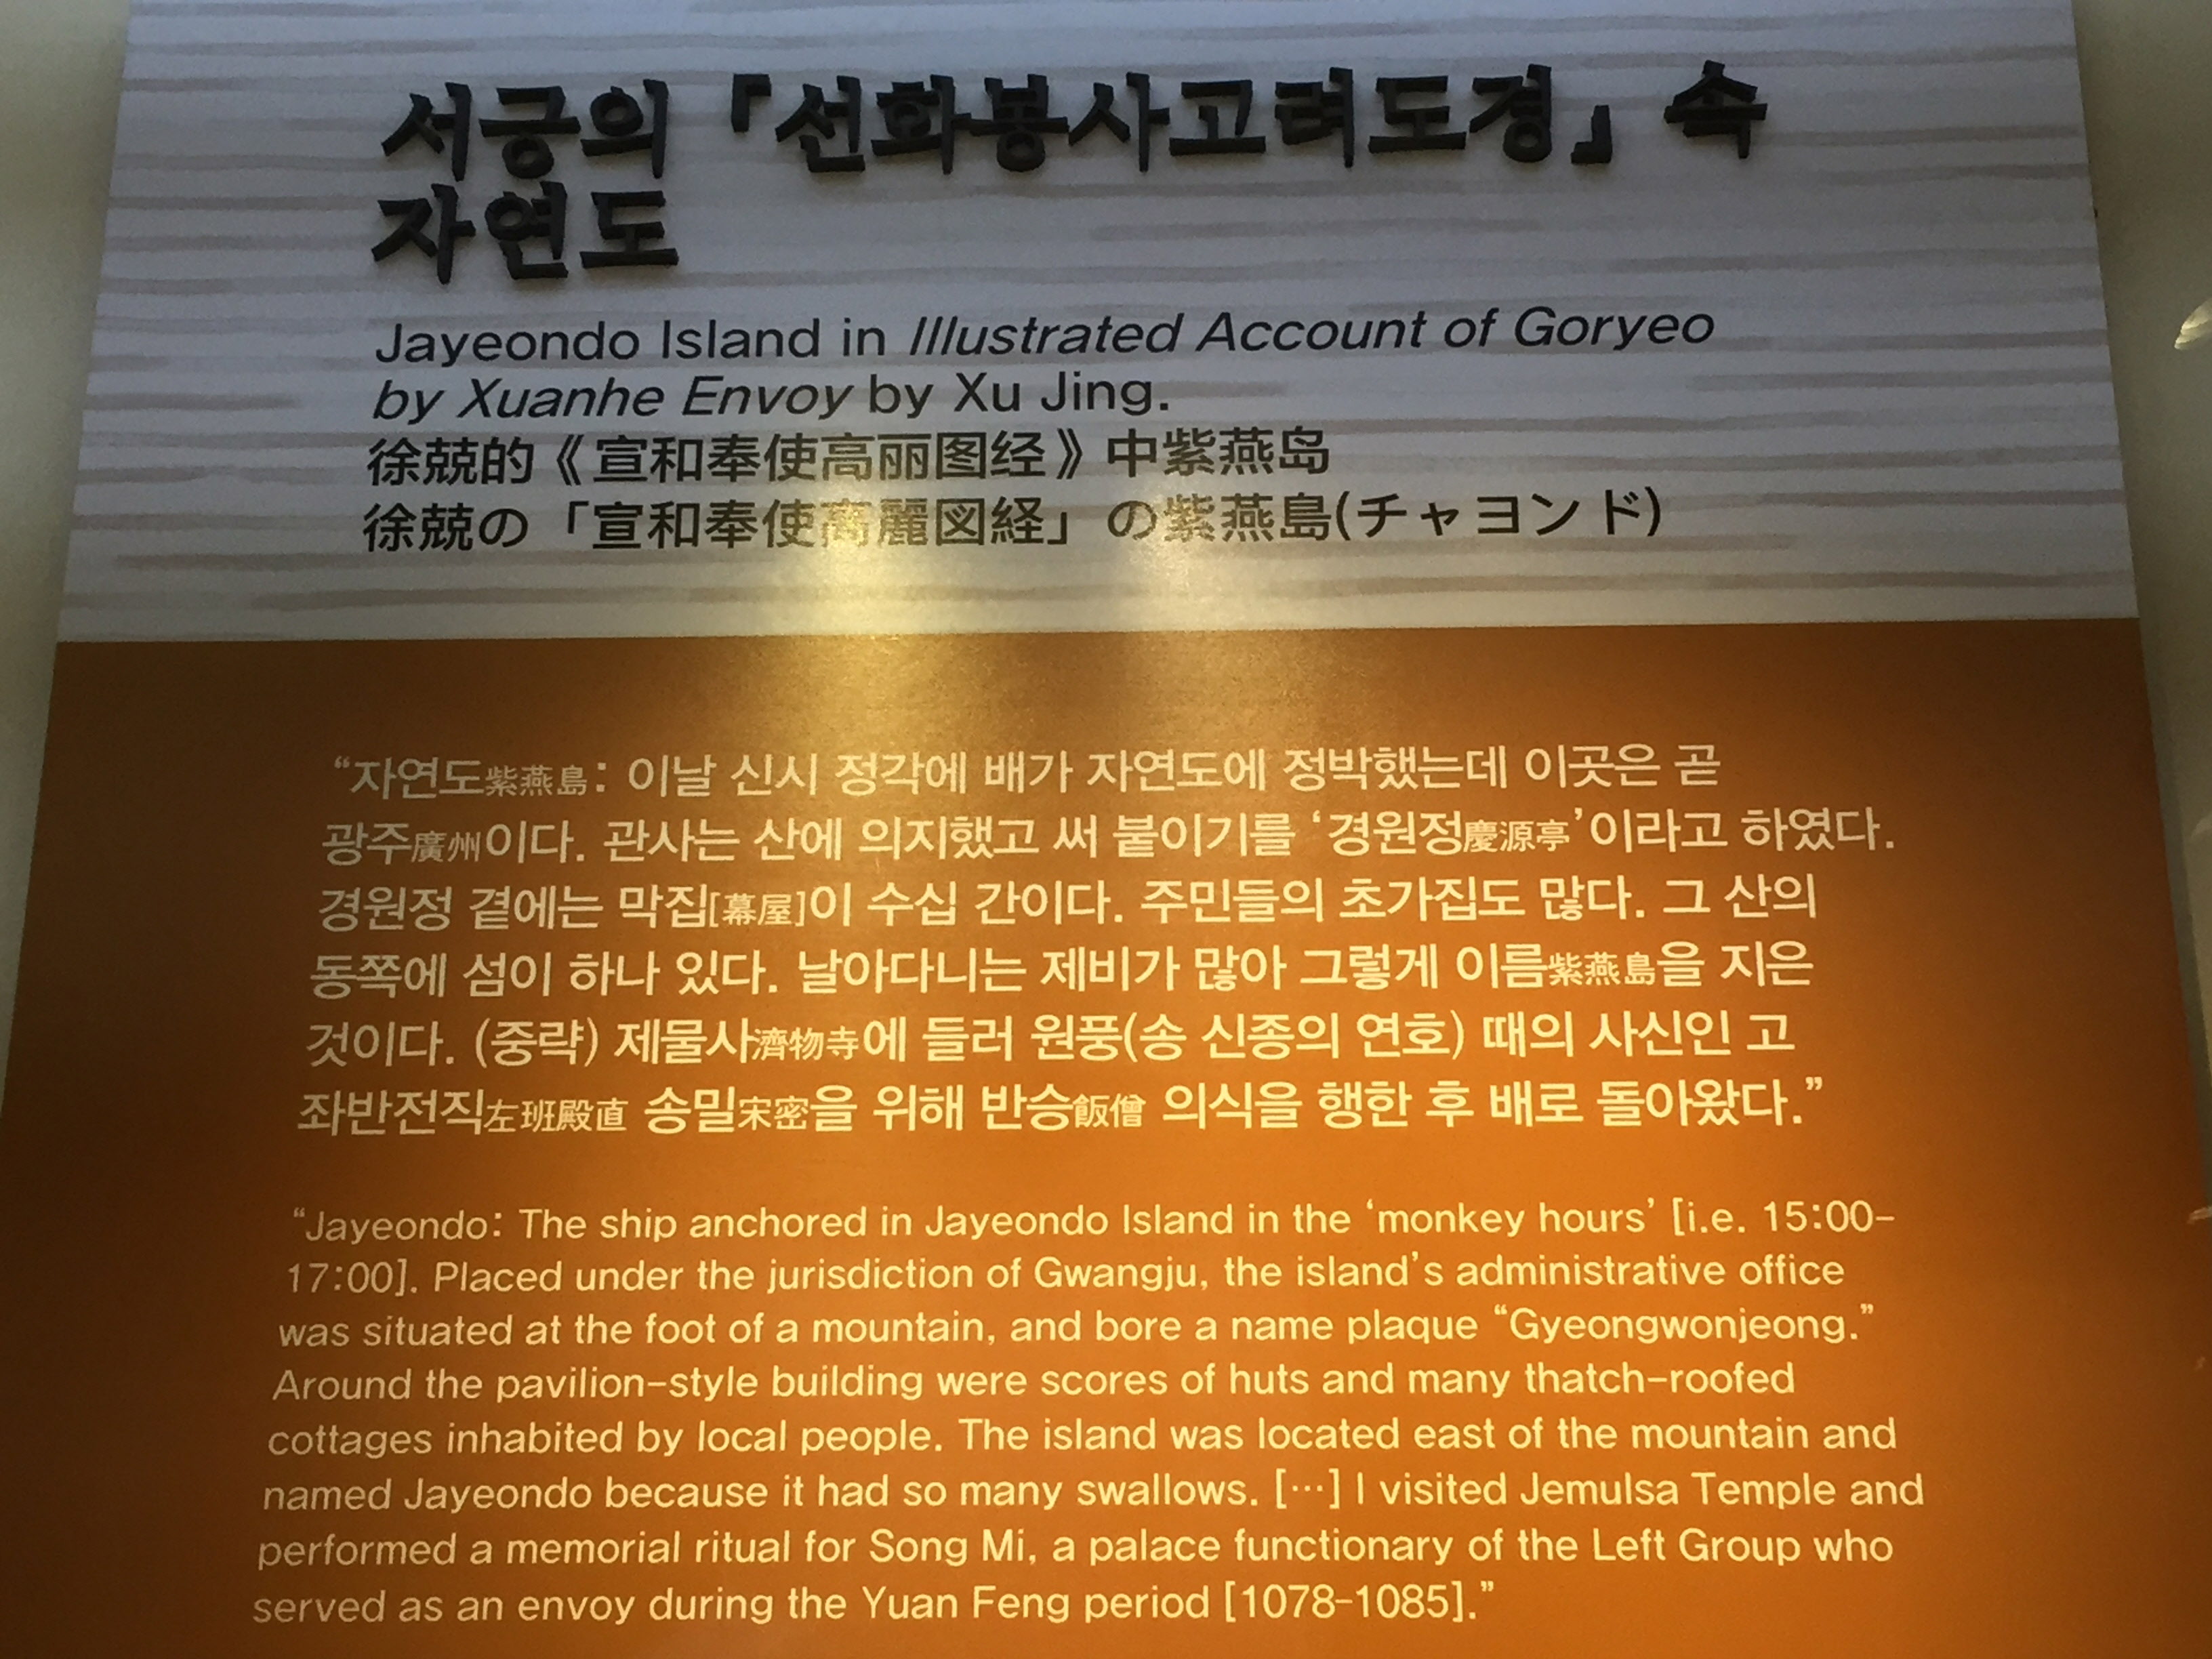 서긍의 「선화봉사고려도경」 속
자연도
Jayeondo Island in Illustrated Account of Goryeo
by Xuanhe Envoy by Xu Jing.
徐兢的《宣和奉使高丽图经》中紫燕岛
徐兢の「宣和奉使高麗図経」の紫燕島(チャヨンド)
“자연도紫燕島: 이날 신시 정각에 배가 자연도에 정박했는데 이곳은 곧
광주廣州이다. 관사는 산에 의지했고 써 붙이기를 ‘경원정慶源亭’이라고 하였다.
경원정 곁에는 막집[幕屋]이 수십 간이다. 주민들의 초가집도 많다. 그 산의
동쪽에 섬이 하나 있다. 날아다니는 제비가 많아 그렇게 이름紫燕島을 지은
것이다. (중략) 제물사濟物寺에 들러 원풍(송 신종의 연호) 때의 사신인 고
좌반전직左班殿直 송밀宋密을 위해 반승飯僧 의식을 행한 후 배로 돌아왔다.”
“Jayeondo: The ship anchored in Jayeondo Island in the ‘monkey hours’ [i.e. 15:00–
17:00]. Placed under the jurisdiction of Gwangju, the island’s administrative office
was situated at the foot of a mountain, and bore a name plaque “Gyeongwonjeong.”
Around the pavilion–style building were scores of huts and many thatch–roofed
cottages inhabited by local people. The island was located east of the mountain and
named Jayeondo because it had so many swallows. […] I visited Jemulsa Temple and
performed a memorial ritual for Song Mi, a palace functionary of the Left Group who
served as an envoy during the Yuan Feng period [1078–1085].”